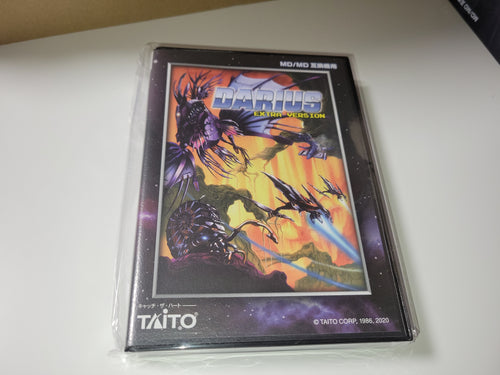 MD/MD 互換機用
DARIUS
EXTRA VERSION
キャッチ・ザ・ハート
TAITO
© TAITO CORP, 1986, 2020